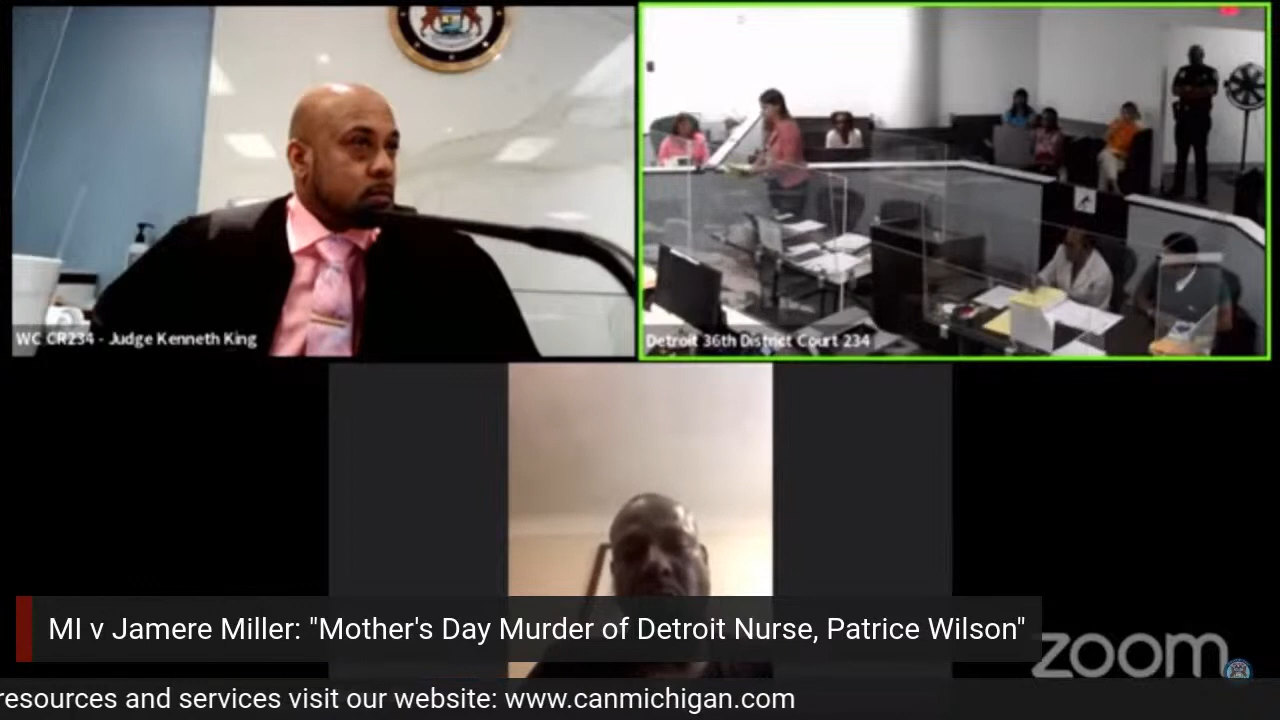 WC CR234 - Judge Kenneth King
Detroit 36th District Court 234
MI v Jamere Miller: "Mother's Day Murder of Detroit Nurse, Patrice Wilson"
zoom
resources and services visit our website: www.canmichigan.com